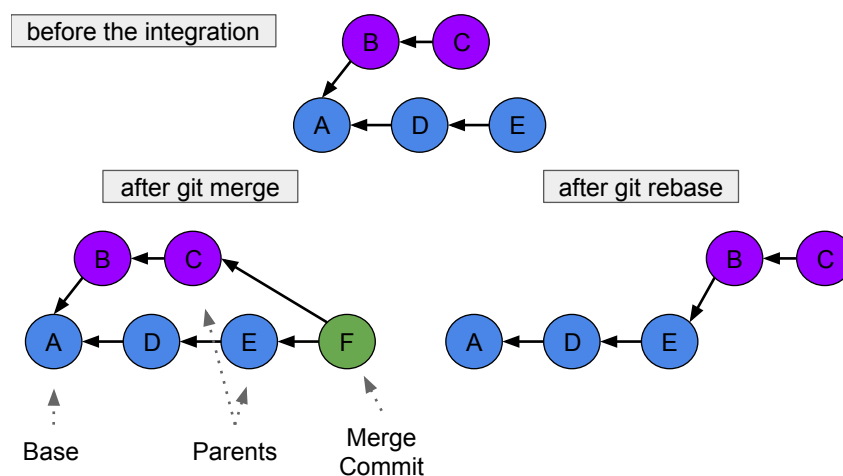 before the integration
B
C
A
D
E
after git merge
after git rebase
B
C
B
C
A
D
E
F
A
D
E
Base
Parents
Merge
Commit